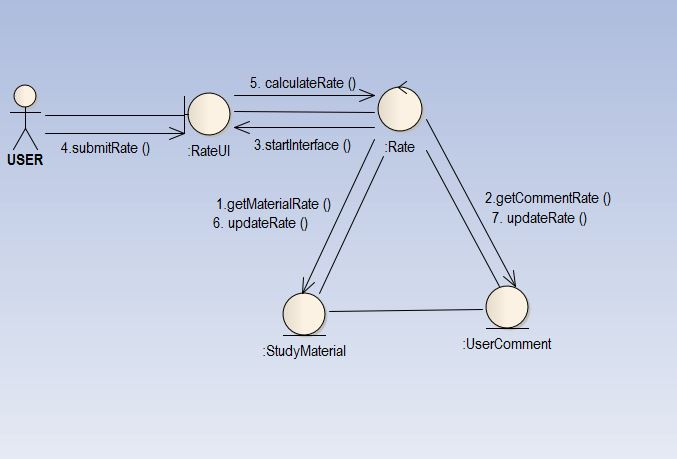 5. calculateRate ()
USER
4.submitRate ()
:RateUI
3.startInterface ()
:Rate
1.getMaterialRate ()
6. updateRate ()
2.getCommentRate ()
7. updateRate ()
:StudyMaterial
:UserComment